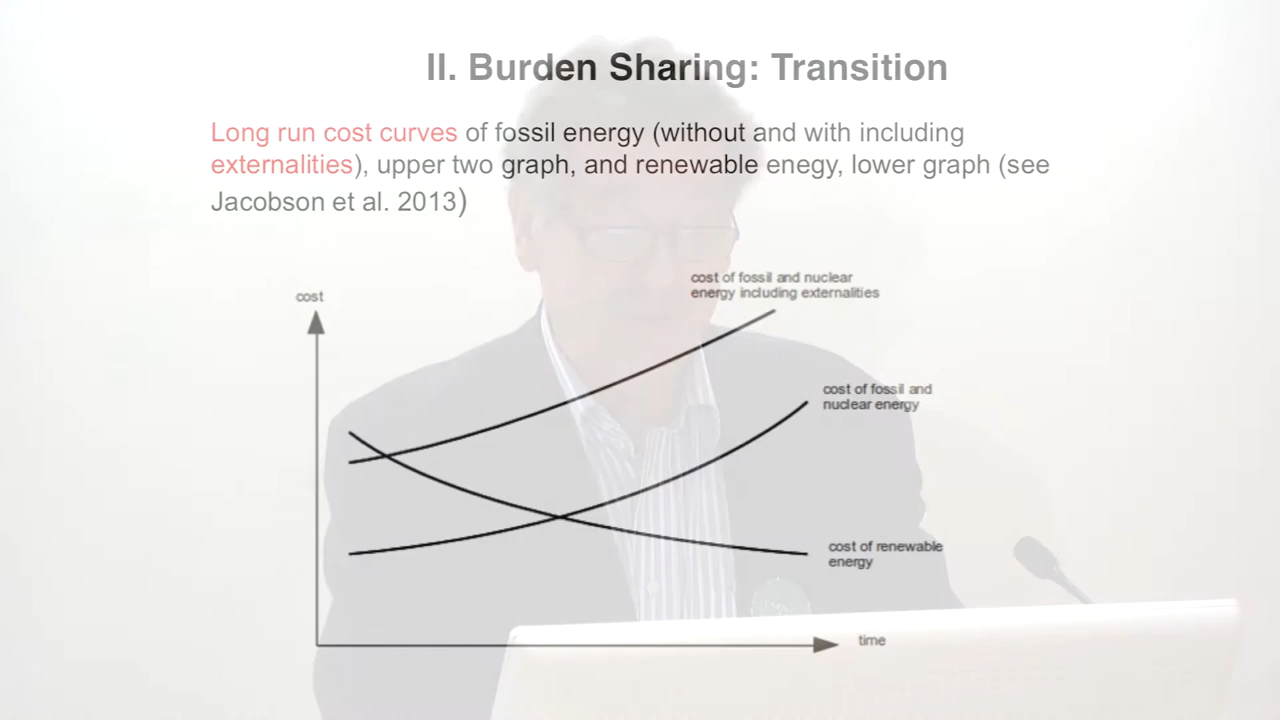 II. Burden Sharing: Transition
Long run cost curves of fossil energy (without and with including
externalities), upper two graph, and renewable enegy, lower graph (see
Jacobson et al. 2013)
cost of fossil and nuclear
energy including externalities
cost
cost of fossil and
nuclear energy
cost of renewable
energy
time